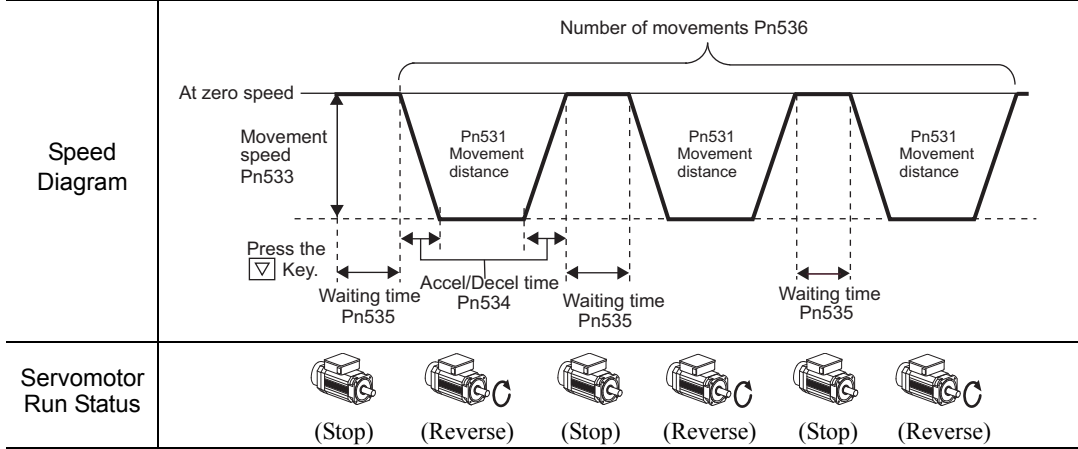 Speed
Diagram
Number of movements Pn536
At zero speed
Movement
speed
Pn533
Pn531
Movement
distance
Pn531
Movement
distance
Pn531
Movement
distance
Press the
▽ Key.
Waiting time
Pn535
Accel/Decel time
Pn534
Waiting time
Pn535
Waiting time
Pn535
Servomotor
Run Status
(Stop) (Reverse) (Stop) (Reverse) (Stop) (Reverse)